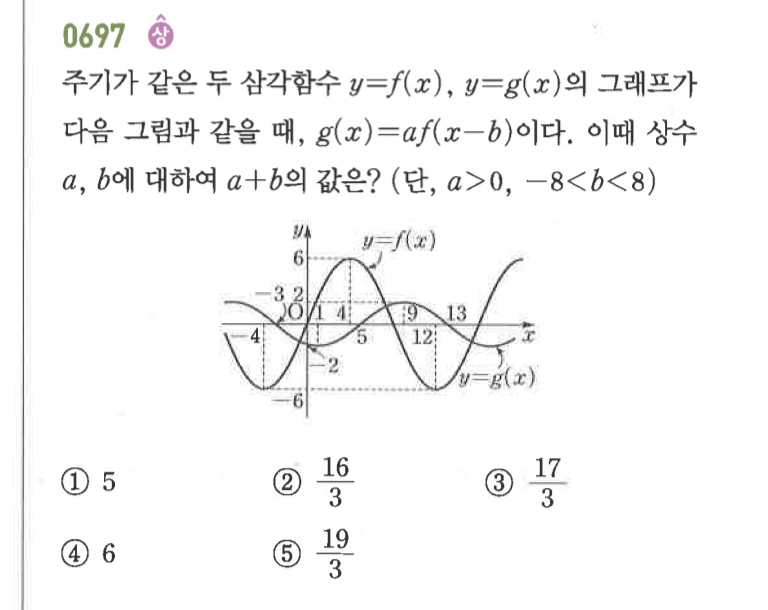 0697 상
주기가 같은 두 삼각함수 y=f(x), y=g(x)의 그래프가
다음 그림과 같을 때, g(x)=af(x-b)이다. 이때 상수
a, b에 대하여 a+b의 값은? (단, a>0, -8<b<8)
y
y=f(x)
6
-3 2
O 1 4 9 13
-4 5 12 x
-2
y=g(x)
-6
① 5 ② 16/3 ③ 17/3
④ 6 ⑤ 19/3